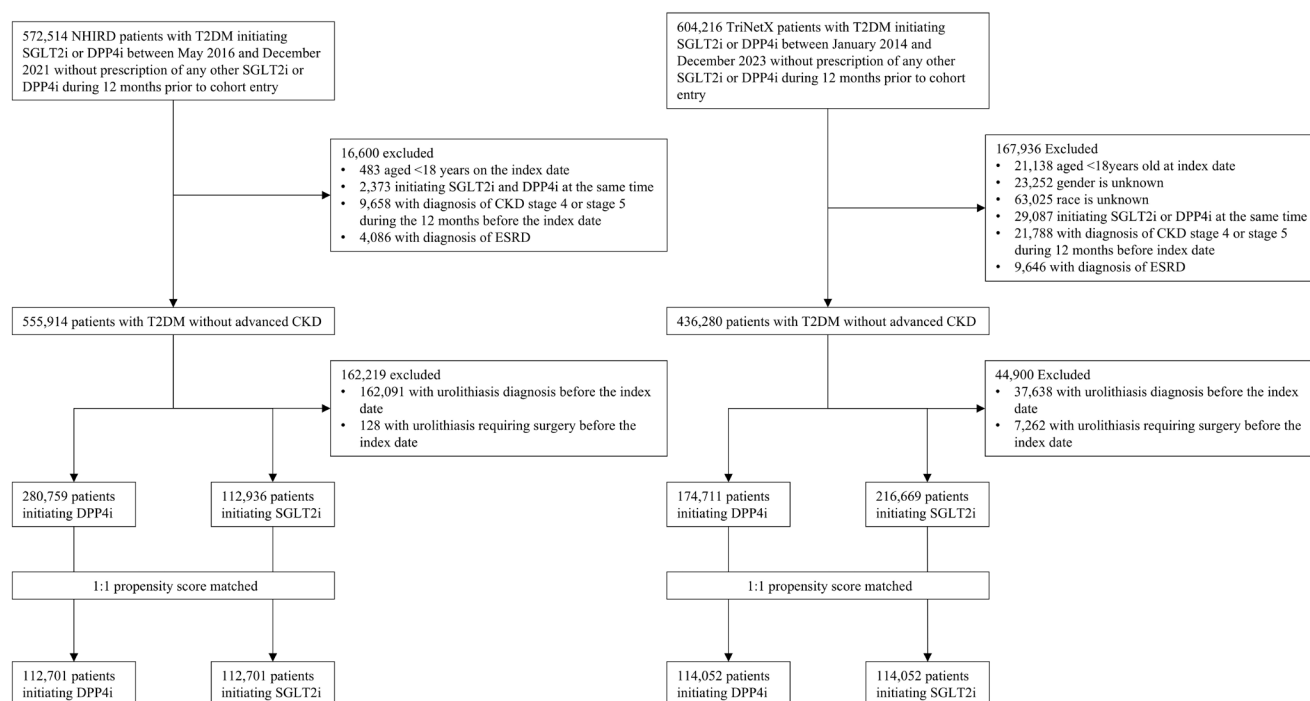 572,514 NHIRD patients with T2DM initiating
SGLT2i or DPP4i between May 2016 and December
2021 without prescription of any other SGLT2i or
DPP4i during 12 months prior to cohort entry
16,600 excluded
• 483 aged <18 years on the index date
• 2,373 initiating SGLT2i and DPP4i at the same time
• 9,658 with diagnosis of CKD stage 4 or stage 5
during the 12 months before the index date
• 4,086 with diagnosis of ESRD
555,914 patients with T2DM without advanced CKD
162,219 excluded
• 162,091 with urolithiasis diagnosis before the index
date
• 128 with urolithiasis requiring surgery before the
index date
280,759 patients
initiating DPP4i
112,936 patients
initiating SGLT2i
1:1 propensity score matched
112,701 patients
initiating DPP4i
112,701 patients
initiating SGLT2i
604,216 TriNetX patients with T2DM initiating
SGLT2i or DPP4i between January 2014 and
December 2023 without prescription of any other
SGLT2i or DPP4i during 12 months prior to cohort
entry
167,936 Excluded
• 21,138 aged <18years old at index date
• 23,252 gender is unknown
• 63,025 race is unknown
• 29,087 initiating SGLT2i or DPP4i at the same time
• 21,788 with diagnosis of CKD stage 4 or stage 5
during 12 months before index date
• 9,646 with diagnosis of ESRD
436,280 patients with T2DM without advanced CKD
44,900 Excluded
• 37,638 with urolithiasis diagnosis before the index
date
• 7,262 with urolithiasis requiring surgery before the
index date
174,711 patients
initiating DPP4i
216,669 patients
initiating SGLT2i
1:1 propensity score matched
114,052 patients
initiating DPP4i
114,052 patients
initiating SGLT2i